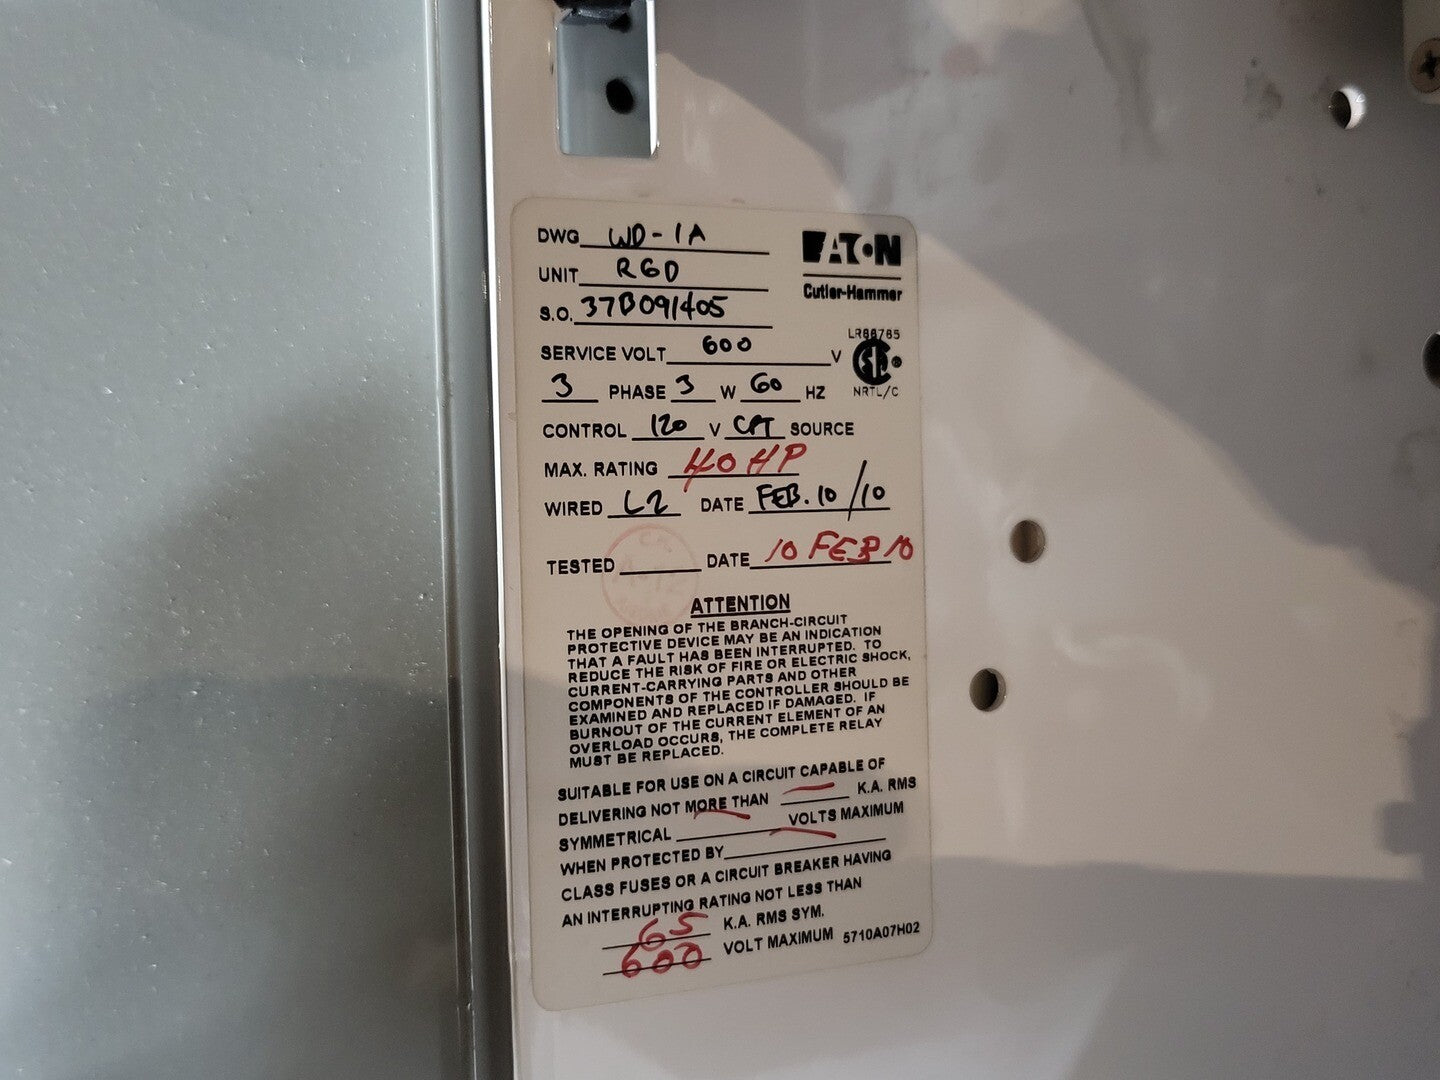 DWG WD-1A
EATON
UNIT R6D
Cutler-Hammer
S.O. 37B091405
LR86765
SERVICE VOLT 600 V
NRTL/C
3 PHASE 3 W 60 HZ
CONTROL 120 V CPT SOURCE
MAX. RATING 40 HP
WIRED L2 DATE FEB. 10/10
TESTED DATE 10 FEB 10
ATTENTION
THE OPENING OF THE BRANCH-CIRCUIT
PROTECTIVE DEVICE MAY BE AN INDICATION
THAT A FAULT HAS BEEN INTERRUPTED. TO
REDUCE THE RISK OF FIRE OR ELECTRIC SHOCK,
CURRENT-CARRYING PARTS AND OTHER
COMPONENTS OF THE CONTROLLER SHOULD BE
EXAMINED AND REPLACED IF DAMAGED. IF
BURNOUT OF THE CURRENT ELEMENT OF AN
OVERLOAD OCCURS, THE COMPLETE RELAY
MUST BE REPLACED.
SUITABLE FOR USE ON A CIRCUIT CAPABLE OF
DELIVERING NOT MORE THAN K.A. RMS
SYMMETRICAL VOLTS MAXIMUM
WHEN PROTECTED BY
CLASS FUSES OR A CIRCUIT BREAKER HAVING
AN INTERRUPTING RATING NOT LESS THAN
65 K.A. RMS SYM.
600 VOLT MAXIMUM 5710A07H02